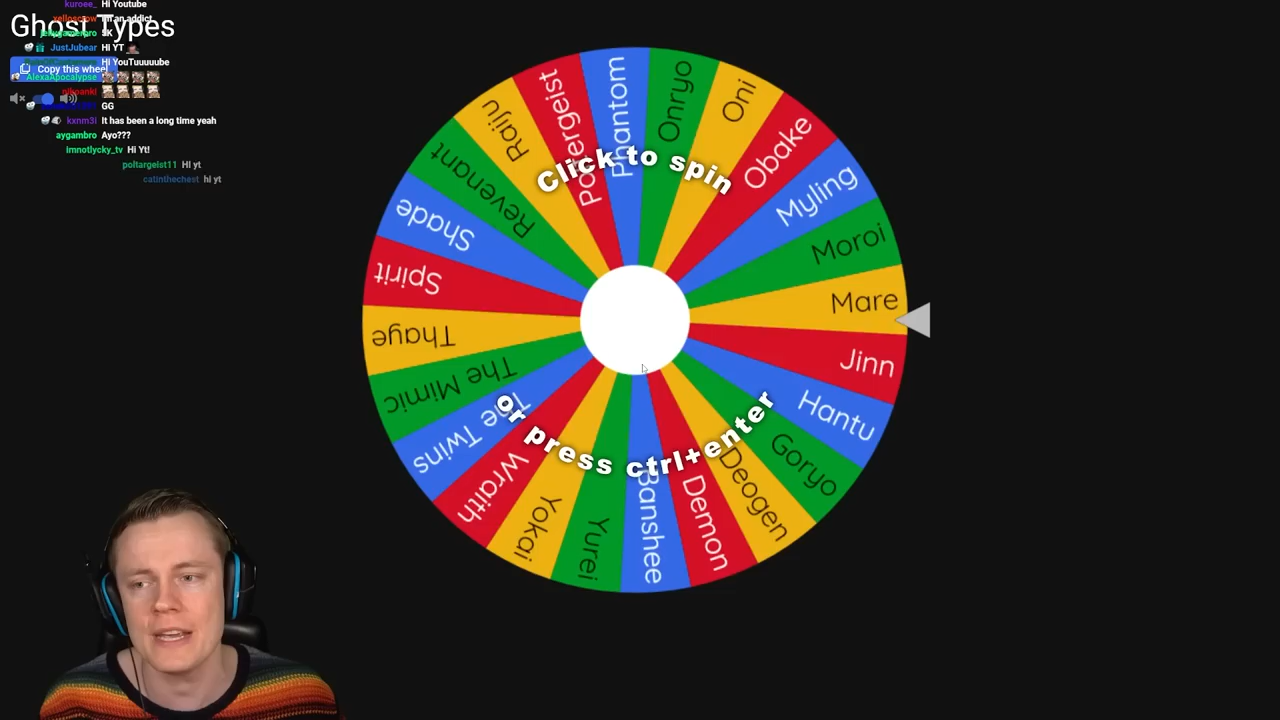 kuroee_ Hi Youtube
Ghost Types
JustJubear Hi YT
Hi YouTuuuuube
Copy this wheel
AlexaApocalypse
GG
kxnm3l It has been a long time yeah
aygambro Ayo???
imnotlycky_tv Hi Yt!
poltargeist11 HI yt
catinthechest hi yt
Click to spin
or press ctrl+enter
Phantom
Onryo
Oni
Obake
Myling
Moroi
Mare
Jinn
Hantu
Goryo
Deogen
Demon
Banshee
Yurei
Yokai
Wraith
The Twins
The Mimic
Thaye
Spirit
Shade
Revenant
Raiju
Poltergeist